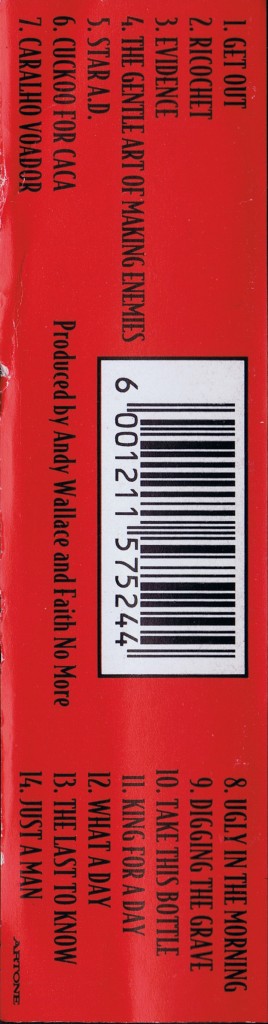 1. GET OUT
2. RICOCHET
3. EVIDENCE
4. THE GENTLE ART OF MAKING ENEMIES
5. STAR A.D.
6. CUCKOO FOR CACA
7. CARALHO VOADOR
6 001211 575244
Produced by Andy Wallace and Faith No More
8. UGLY IN THE MORNING
9. DIGGING THE GRAVE
10. TAKE THIS BOTTLE
11. KING FOR A DAY
12. WHAT A DAY
13. THE LAST TO KNOW
14. JUST A MAN
ARTONE